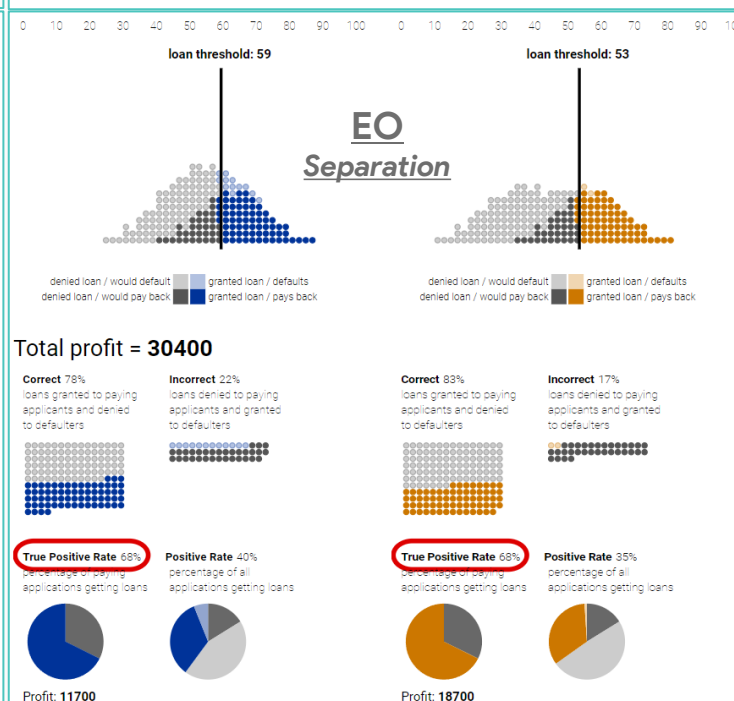 0 10 20 30 40 50 60 70 80 90 100
0 10 20 30 40 50 60 70 80 90
loan threshold: 59
loan threshold: 53
EO
Separation
denied loan / would default
granted loan / defaults
denied loan / would pay back
granted loan / pays back
denied loan / would default
granted loan / defaults
denied loan / would pay back
granted loan / pays back
Total profit = 30400
Correct 78%
loans granted to paying
applicants and denied
to defaulters
Incorrect 22%
loans denied to paying
applicants and granted
to defaulters
Correct 83%
loans granted to paying
applicants and denied
to defaulters
Incorrect 17%
loans denied to paying
applicants and granted
to defaulters
True Positive Rate 68%
percentage of paying
applications getting loans
Positive Rate 40%
percentage of all
applications getting loans
True Positive Rate 68%
percentage of paying
applications getting loans
Positive Rate 35%
percentage of all
applications getting loans
Profit: 11700
Profit: 18700